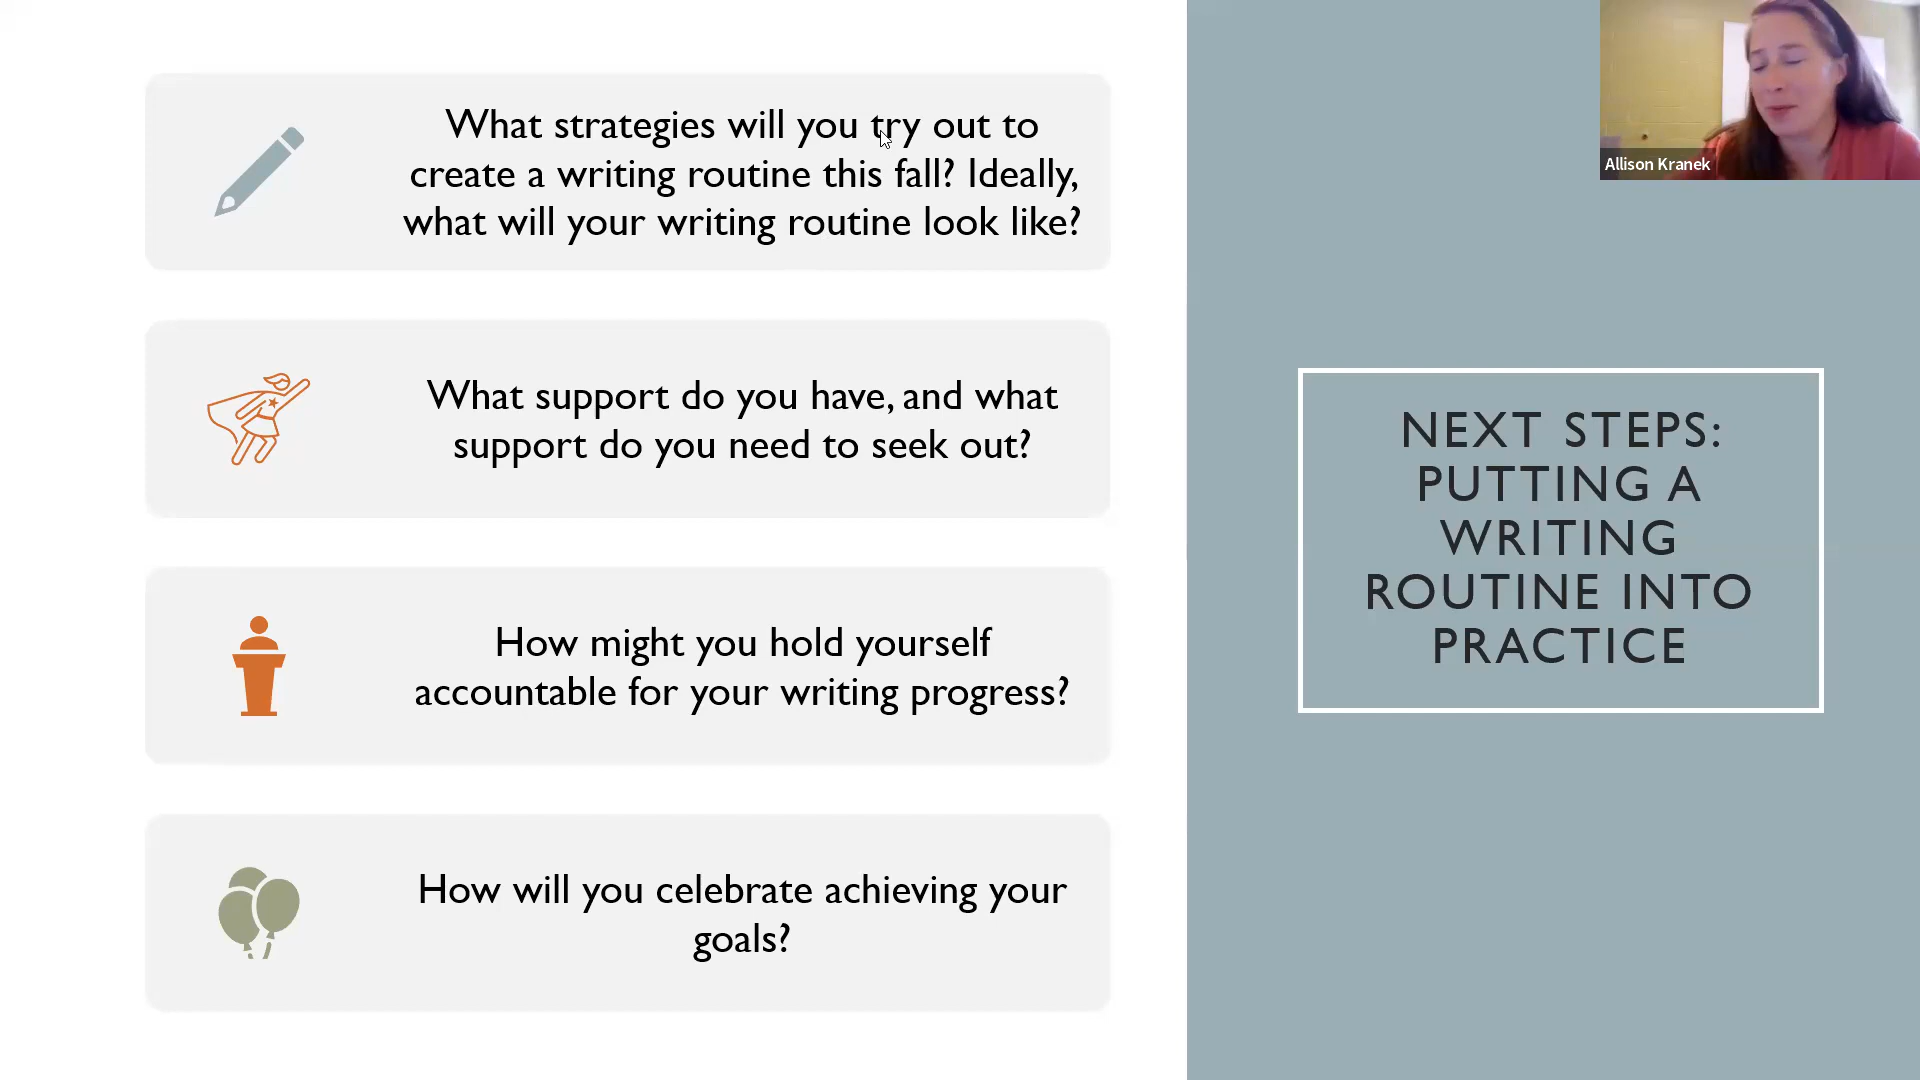 What strategies will you try out to
create a writing routine this fall? Ideally,
what will your writing routine look like?
What support do you have, and what
support do you need to seek out?
How might you hold yourself
accountable for your writing progress?
How will you celebrate achieving your
goals?
Allison Kranek
NEXT STEPS:
PUTTING A
WRITING
ROUTINE INTO
PRACTICE